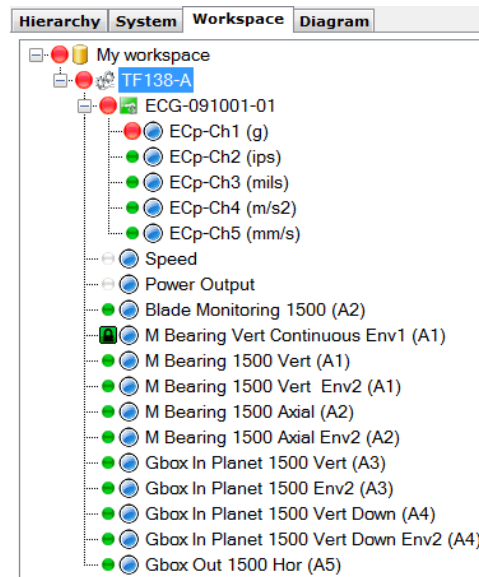 Hierarchy System Workspace Diagram
My workspace
TF138-A
ECG-091001-01
ECp-Ch1 (g)
ECp-Ch2 (ips)
ECp-Ch3 (mils)
ECp-Ch4 (m/s2)
ECp-Ch5 (mm/s)
Speed
Power Output
Blade Monitoring 1500 (A2)
M Bearing Vert Continuous Env1 (A1)
M Bearing 1500 Vert (A1)
M Bearing 1500 Vert Env2 (A1)
M Bearing 1500 Axial (A2)
M Bearing 1500 Axial Env2 (A2)
Gbox In Planet 1500 Vert (A3)
Gbox In Planet 1500 Env2 (A3)
Gbox In Planet 1500 Vert Down (A4)
Gbox In Planet 1500 Vert Down Env2 (A4)
Gbox Out 1500 Hor (A5)